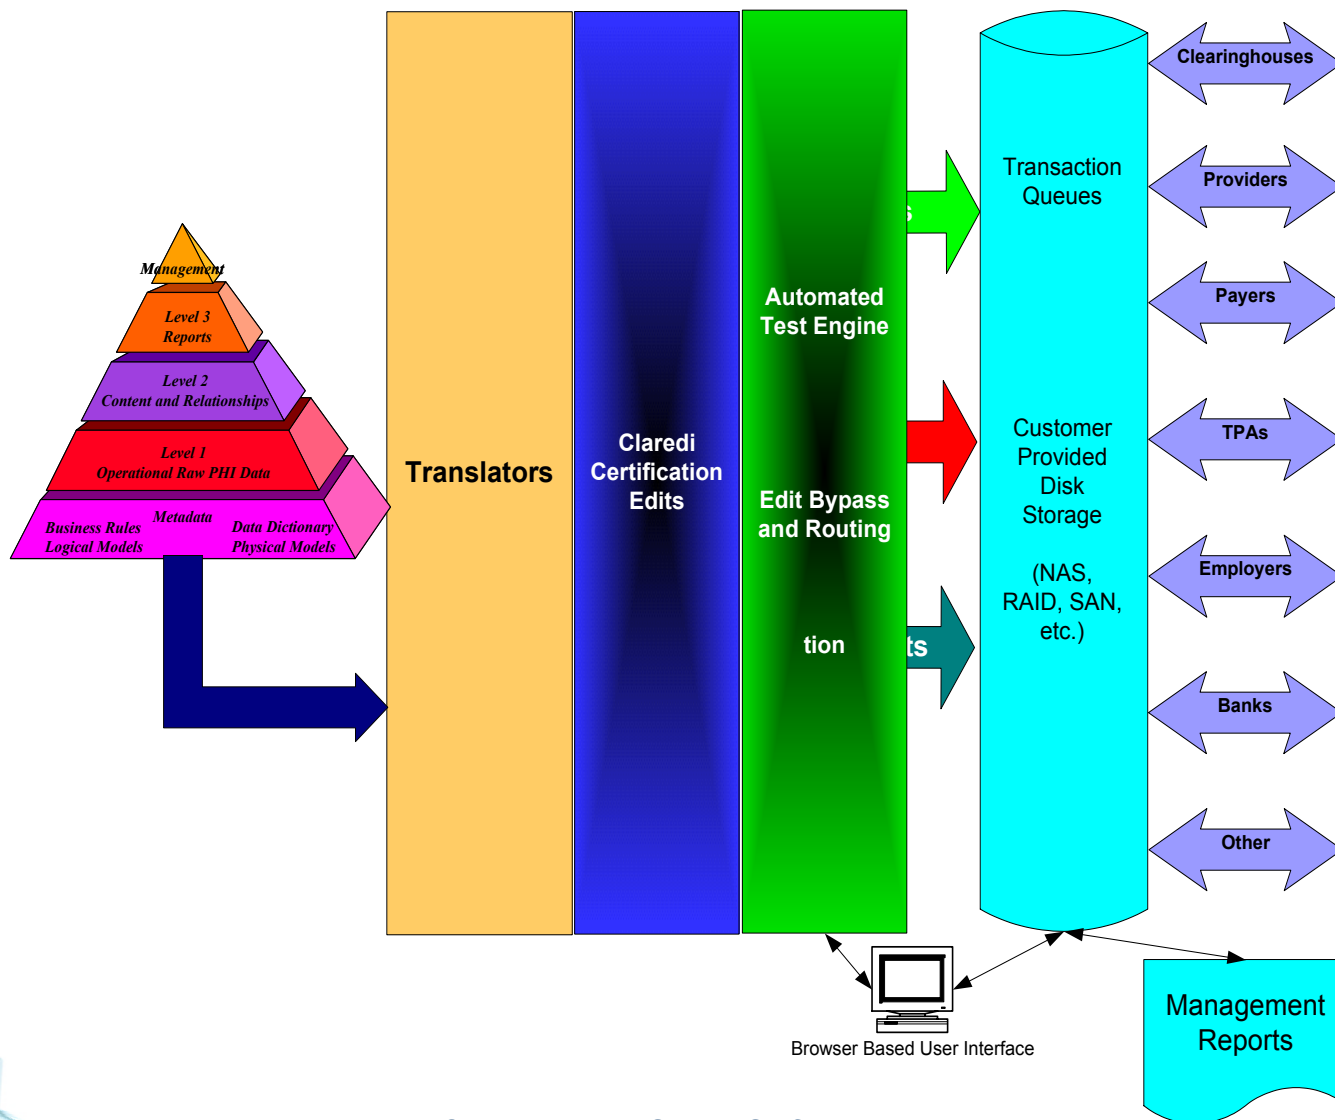 Management
Level 3
Reports
Level 2
Content and Relationships
Level 1
Operational Raw PHI Data
Metadata
Business Rules
Logical Models
Data Dictionary
Physical Models
Translators
Claredi
Certification
Edits
Automated
Test Engine
Edit Bypass
and Routing
tion
s
ts
Transaction
Queues
Customer
Provided
Disk
Storage
(NAS,
RAID, SAN,
etc.)
Clearinghouses
Providers
Payers
TPAs
Employers
Banks
Other
Browser Based User Interface
Management
Reports